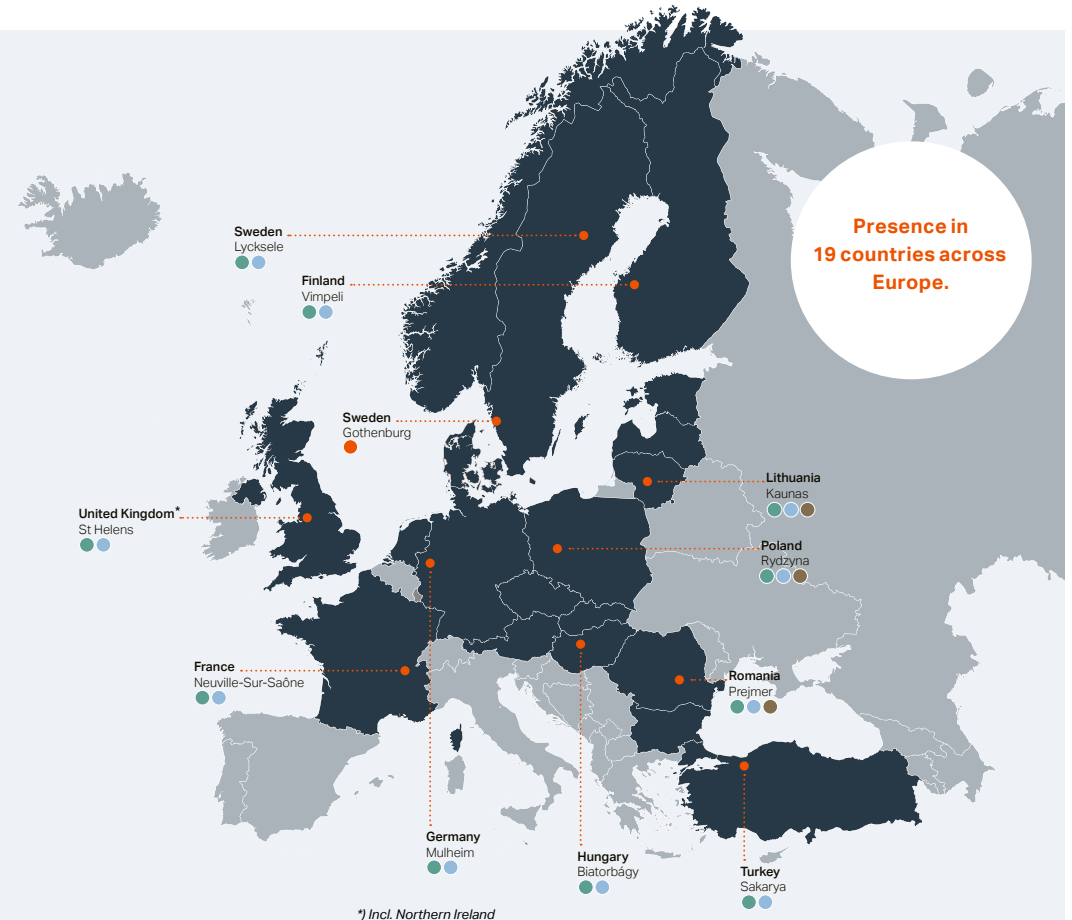 Presence in
19 countries across
Europe.
Sweden
Lycksele
Finland
Vimpeli
Sweden
Gothenburg
Lithuania
Kaunas
United Kingdom*
St Helens
Poland
Rydzyna
France
Neuville-Sur-Saône
Romania
Prejmer
Germany
Mulheim
Hungary
Biatorbágy
Turkey
Sakarya
*) Incl. Northern Ireland